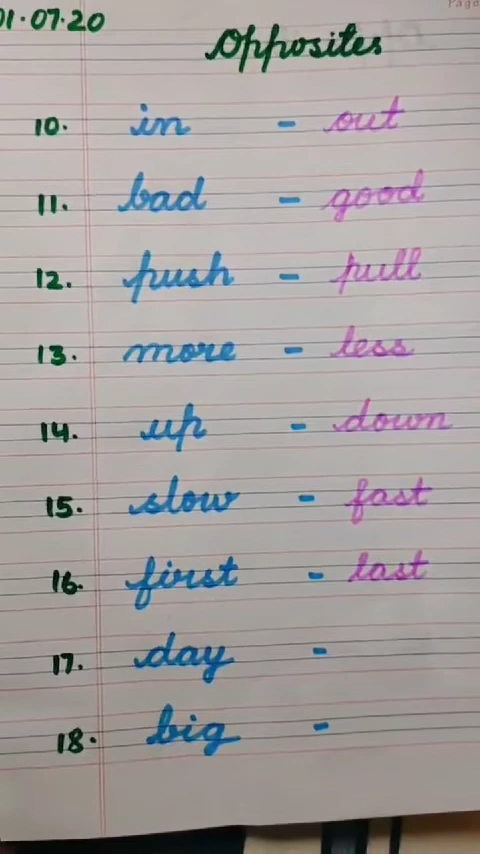 01.07.20
Opposites
10. in - out
11. bad - good
12. push - pull
13. more - less
14. up - down
15. slow - fast
16. first - last
17. day -
18. big -